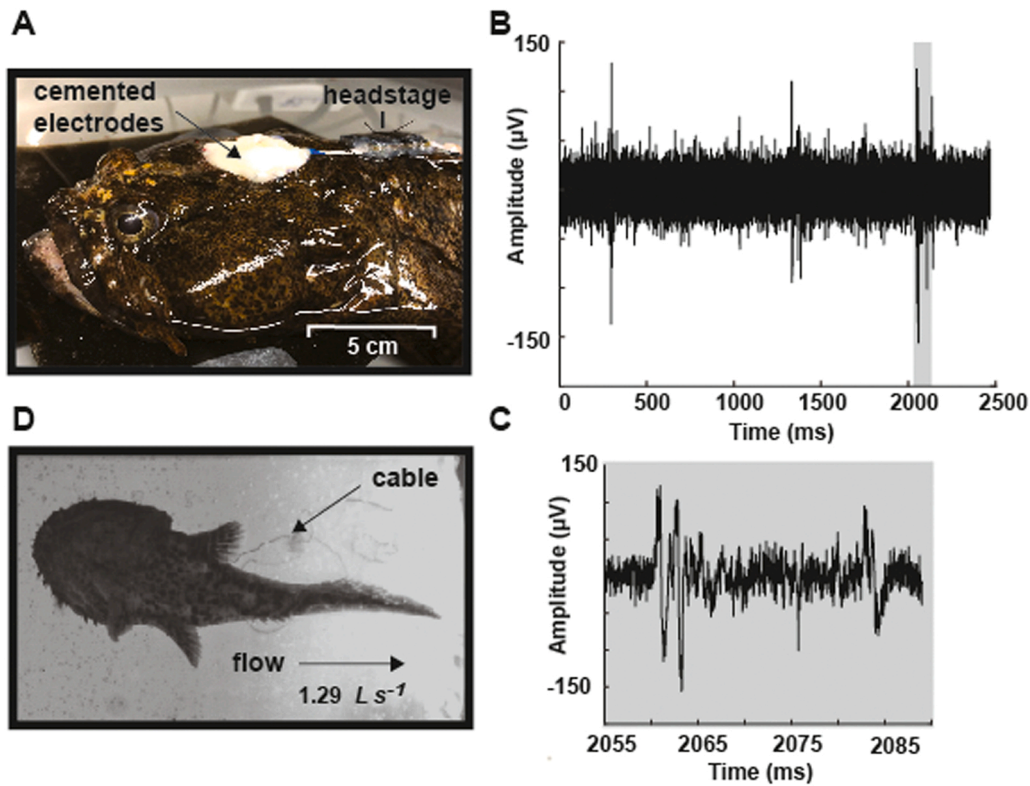 A
cemented
electrodes
headstage
5 cm
B
150
Amplitude (µV)
-150
0 500 1000 1500 2000 2500
Time (ms)
D
cable
flow
1.29 L s⁻¹
C
150
Amplitude (µV)
-150
2055 2065 2075 2085
Time (ms)